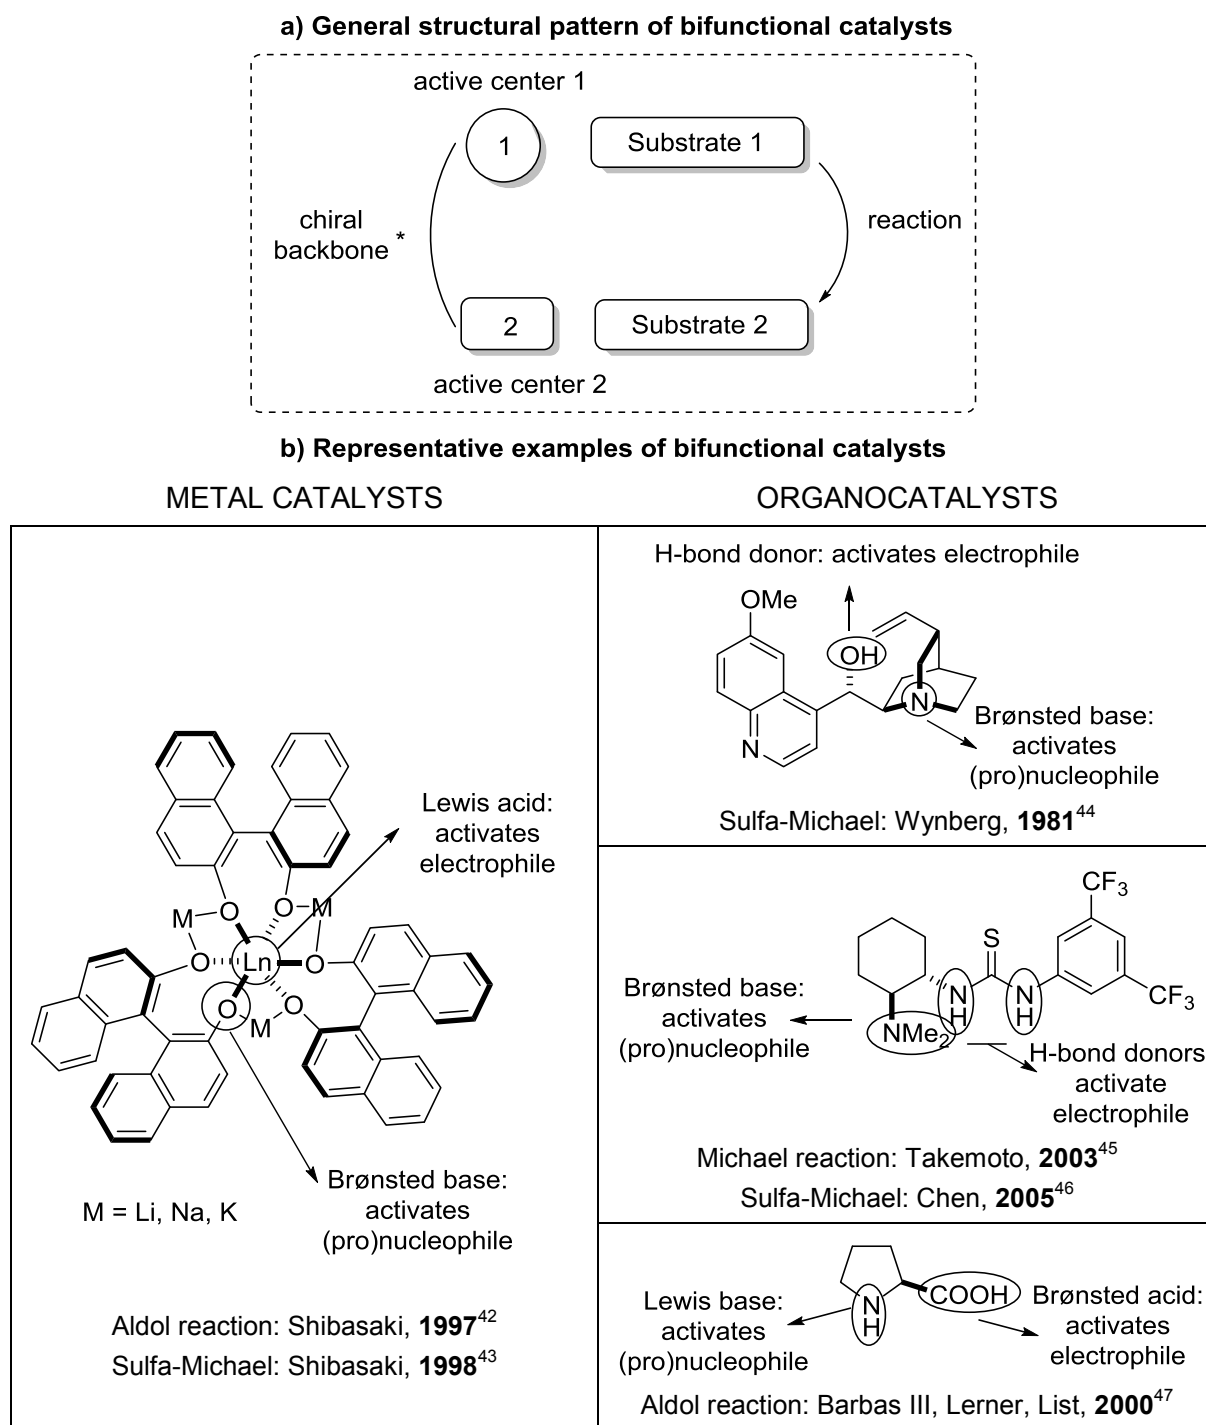 a) General structural pattern of bifunctional catalysts
active center 1
1
Substrate 1
chiral
backbone *
reaction
2
Substrate 2
active center 2
b) Representative examples of bifunctional catalysts
METAL CATALYSTS
ORGANOCATALYSTS
Lewis acid:
activates
electrophile
O
O
M
M
O
Ln
O
O
M
O
Brønsted base:
activates
(pro)nucleophile
M = Li, Na, K
Aldol reaction: Shibasaki, 1997⁴²
Sulfa-Michael: Shibasaki, 1998⁴³
H-bond donor: activates electrophile
OMe
OH
N
N
Brønsted base:
activates
(pro)nucleophile
Sulfa-Michael: Wynberg, 1981⁴⁴
CF₃
S
N
H
N
H
CF₃
NMe₂
Brønsted base:
activates
(pro)nucleophile
H-bond donors
activate
electrophile
Michael reaction: Takemoto, 2003⁴⁵
Sulfa-Michael: Chen, 2005⁴⁶
N
H
COOH
Lewis base:
activates
(pro)nucleophile
Brønsted acid:
activates
electrophile
Aldol reaction: Barbas III, Lerner, List, 2000⁴⁷